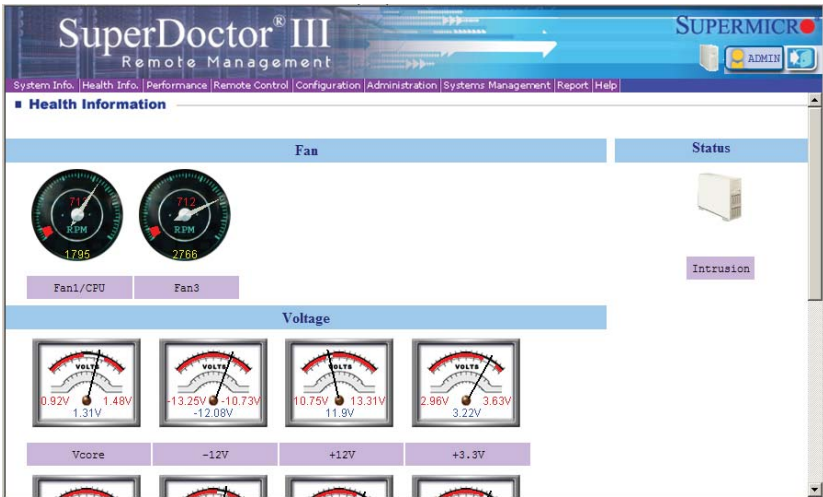 SuperDoctor® III
Remote Management
SUPERMICR
ADMIN
System Info. Health Info. Performance Remote Control Configuration Administration Systems Management Report Help
Health Information
Fan
Status
712 RPM 1795
712 RPM 2766
Fan1/CPU Fan3
Intrusion
Voltage
VOLTS VOLTS VOLTS VOLTS
0.92V 1.48V -13.25V -10.73V 10.75V 13.31V 2.96V 3.63V
1.31V -12.08V 11.9V 3.22V
Vcore -12V +12V +3.3V